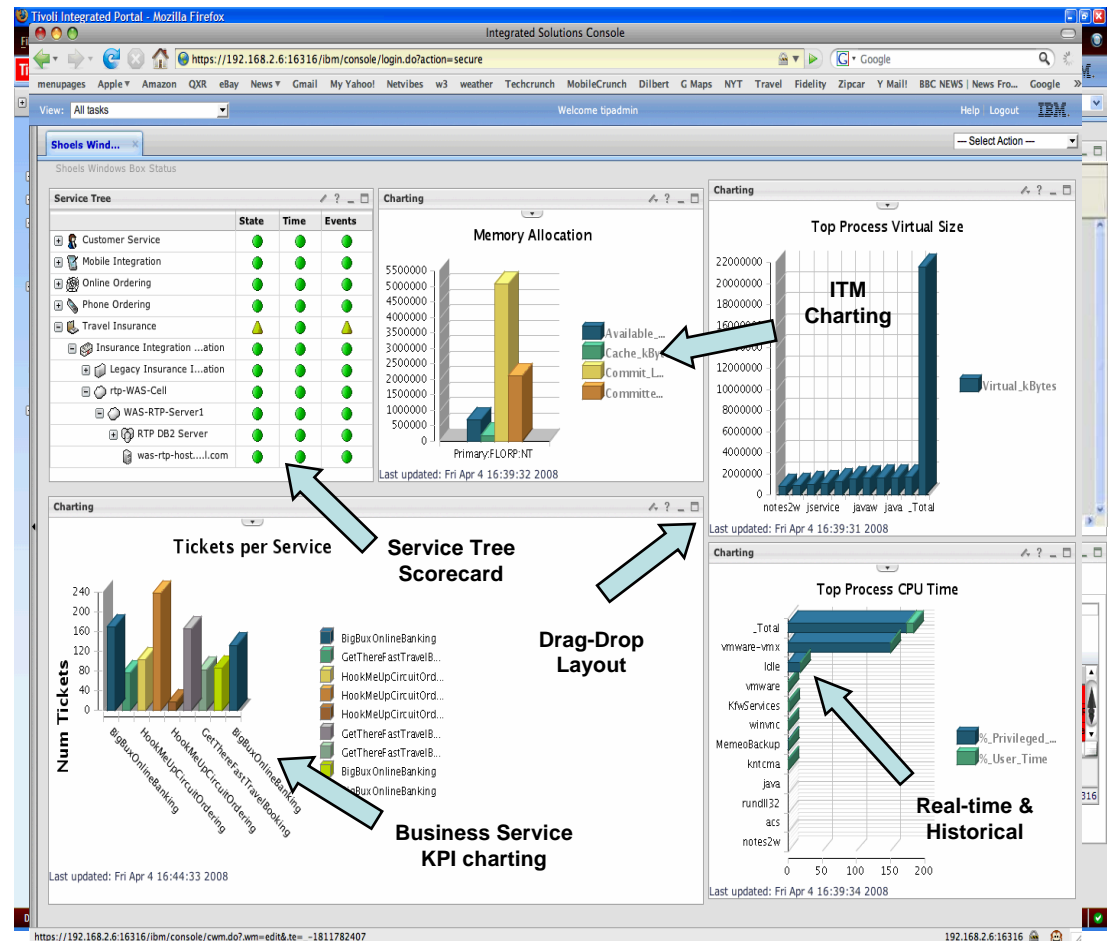 Tivoli Integrated Portal - Mozilla Firefox
Integrated Solutions Console
https://192.168.2.6:16316/ibm/console/login.do?action=secure
Google
menupages Apple Amazon QXR eBay News Gmail My Yahoo! Netvibes w3 weather Techcrunch MobileCrunch Dilbert G Maps NYT Travel Fidelity Zipcar Y Mail! BBC NEWS | News Fro... Google »
View: All tasks Welcome tipadmin Help Logout IBM.
Shoels Wind... --- Select Action ---
Shoels Windows Box Status
Service Tree
State Time Events
Customer Service
Mobile Integration
Online Ordering
Phone Ordering
Travel Insurance
Insurance Integration ...ation
Legacy Insurance I...ation
rtp-WAS-Cell
WAS-RTP-Server1
RTP DB2 Server
was-rtp-host....l.com
Charting
Memory Allocation
5500000
5000000
4500000
4000000
3500000
3000000
2500000
2000000
1500000
1000000
500000
0
Primary:FLORP:NT
Available_...
Cache_kBy
Commit_L...
Committe...
Last updated: Fri Apr 4 16:39:32 2008
Charting
Top Process Virtual Size
22000000
20000000
18000000
16000000
12000000
10000000
8000000
6000000
4000000
2000000
0
notes2w jservice javaw java _Total
Virtual_kBytes
Last updated: Fri Apr 4 16:39:31 2008
ITM
Charting
Charting
Tickets per Service
Num Tickets
240
200
160
120
80
40
0
BigBuxOnlineBanking
HookMeUpCircuitOrdering
HookMeUpCircuitOrdering
GetThereFastTravelBooking
BigBuxOnlineBanking
BigBuxOnlineBanking
GetThereFastTravelB...
HookMeUpCircuitOrd...
HookMeUpCircuitOrd...
HookMeUpCircuitOrd...
GetThereFastTravelB...
GetThereFastTravelB...
BigBuxOnlineBanking
BigBuxOnlineBanking
Last updated: Fri Apr 4 16:44:33 2008
Service Tree
Scorecard
Drag-Drop
Layout
Business Service
KPI charting
Charting
Top Process CPU Time
_Total
vmware-vmx
Idle
vmware
KfwServices
winvnc
MemeoBackup
kntcma
java
rundll32
acs
notes2w
0 50 100 150 200
%_Privileged_...
%_User_Time
Last updated: Fri Apr 4 16:39:34 2008
Real-time &
Historical
316
https://192.168.2.6:16316/ibm/console/cwm.do?.wm=edit&.te=_-1811782407
192.168.2.6:16316